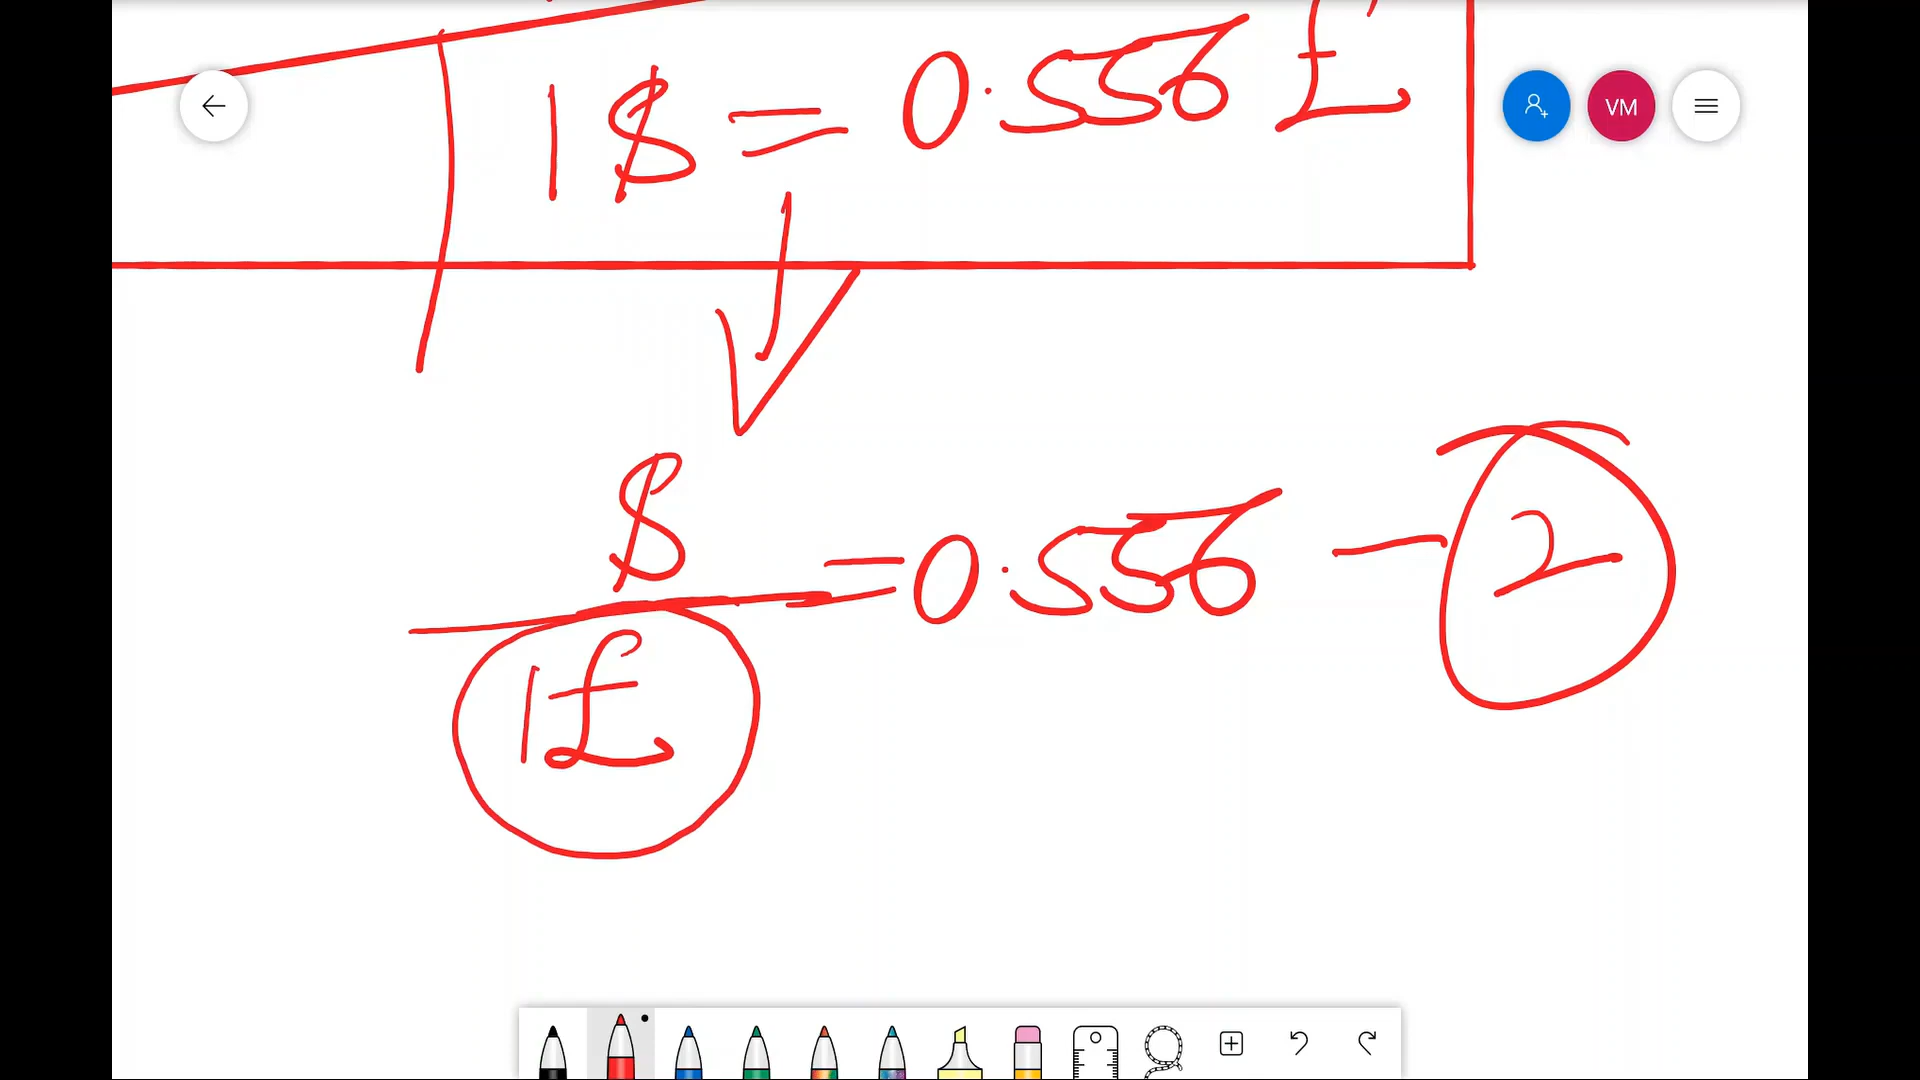 1 $ = 0.556 £
VM
$
= 0.556 — 2
1£